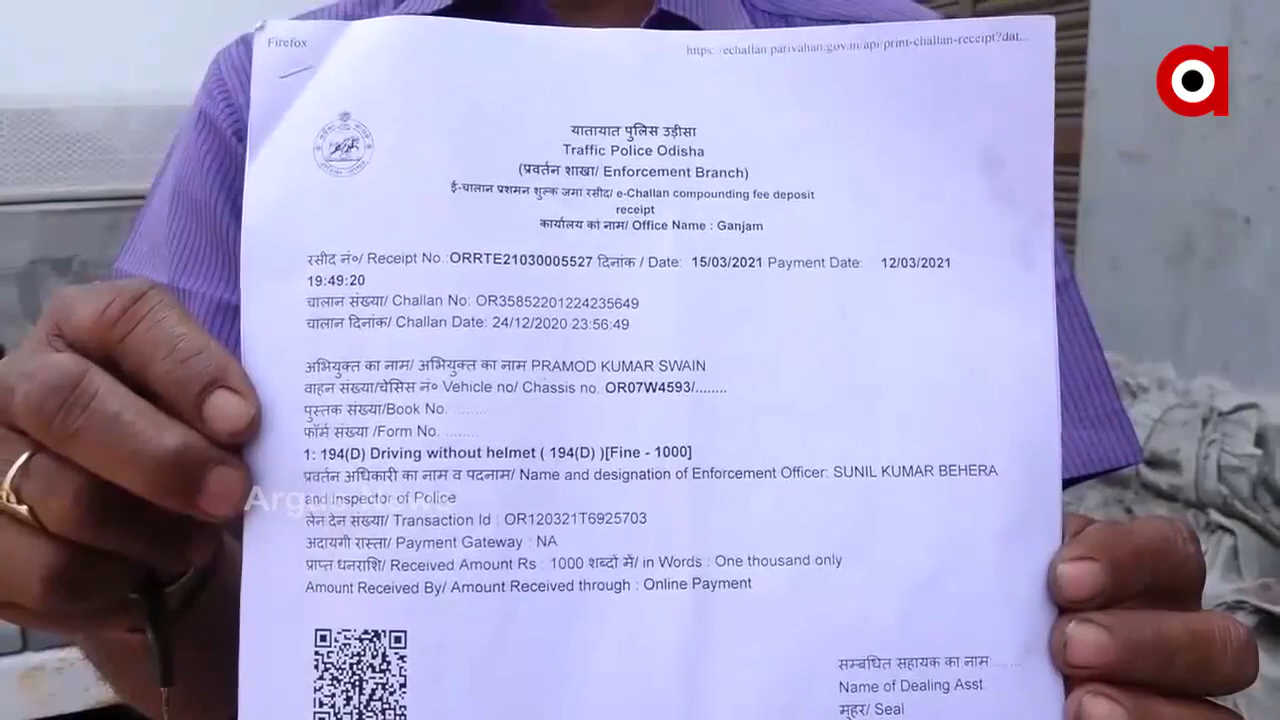 Firefox
https://echallan.parivahan.gov.in/api/print-challan-receipt?dat...
यातायात पुलिस उड़ीसा
Traffic Police Odisha
(प्रवर्तन शाखा/ Enforcement Branch)
ई-चालान प्रशमन शुल्क जमा रसीद/ e-Challan compounding fee deposit
receipt
कार्यालय का नाम/ Office Name : Ganjam
रसीद नं०/ Receipt No.:ORRTE21030005527 दिनांक / Date: 15/03/2021 Payment Date: 12/03/2021
19:49:20
चालान संख्या/ Challan No: OR35852201224235649
चालान दिनांक/ Challan Date: 24/12/2020 23:56:49
अभियुक्त का नाम/ अभियुक्त का नाम PRAMOD KUMAR SWAIN
वाहन संख्या/चेसिस नं० Vehicle no/ Chassis no. OR07W4593/........
पुस्तक संख्या/Book No. ........
फॉर्म संख्या /Form No. ........
1: 194(D) Driving without helmet ( 194(D) )[Fine - 1000]
प्रवर्तन अधिकारी का नाम व पदनाम/ Name and designation of Enforcement Officer: SUNIL KUMAR BEHERA
and Inspector of Police
Argus News
लेन देन संख्या/ Transaction Id : OR120321T6925703
अदायगी रास्ता/ Payment Gateway : NA
प्राप्त धनराशि/ Received Amount Rs : 1000 शब्दों में/ in Words : One thousand only
Amount Received By/ Amount Received through : Online Payment
सम्बंधित सहायक का नाम ........
Name of Dealing Asst
मुहर/ Seal